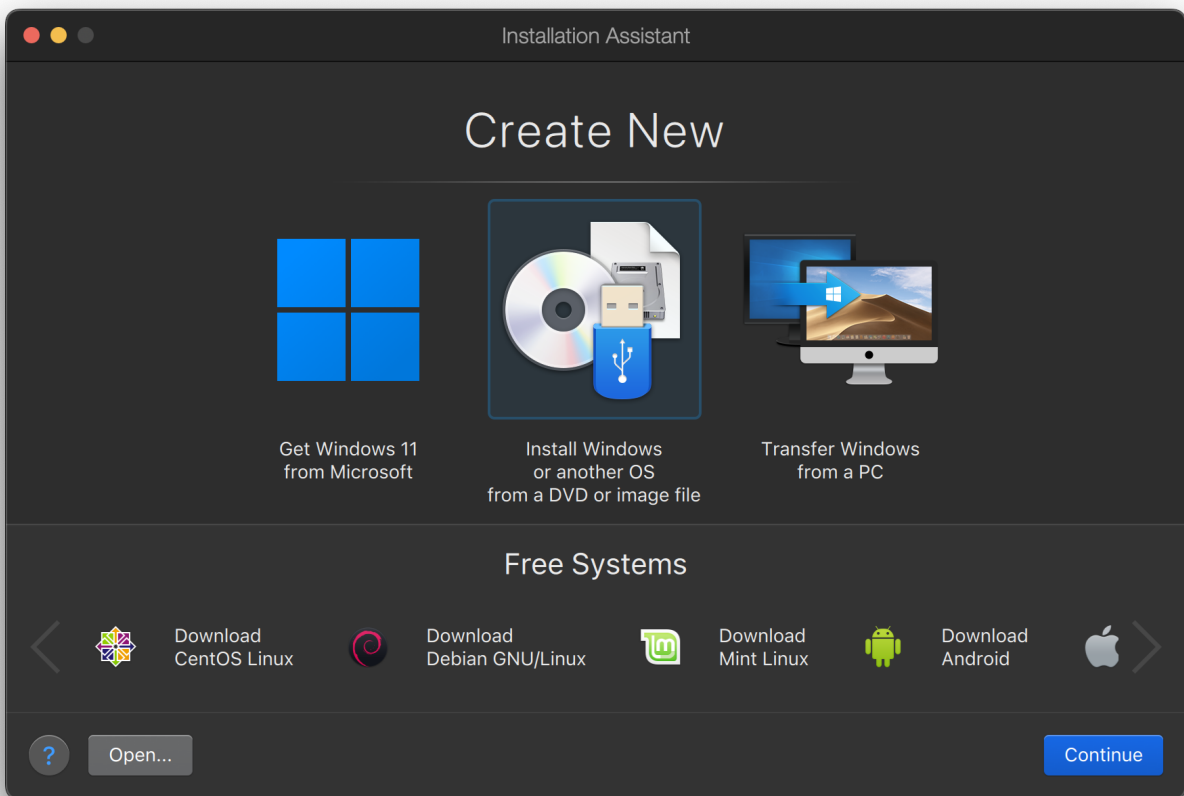 Installation Assistant
Create New
Get Windows 11
from Microsoft
Install Windows
or another OS
from a DVD or image file
Transfer Windows
from a PC
Free Systems
Download
CentOS Linux
Download
Debian GNU/Linux
Download
Mint Linux
Download
Android
?
Open...
Continue